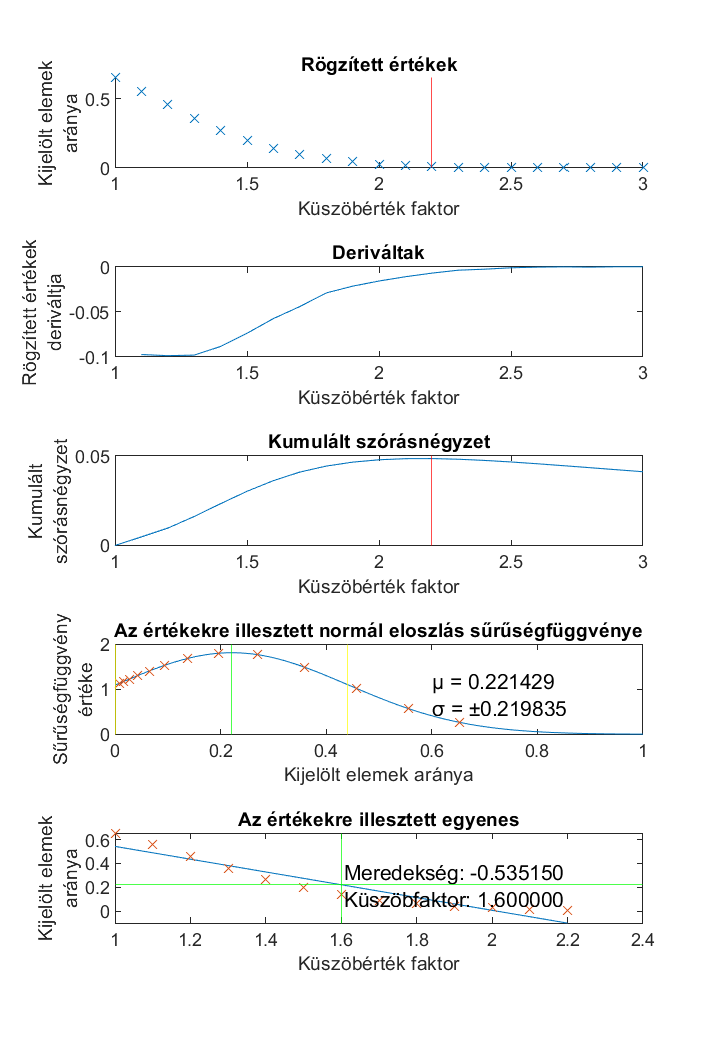 Rögzített értékek
Kijelölt elemek
aránya
0.5
0
1
1.5
2
2.5
3
Küszöbérték faktor
Deriváltak
Rögzített értékek
deriváltja
0
-0.05
-0.1
1
1.5
2
2.5
3
Küszöbérték faktor
Kumulált szórásnégyzet
Kumulált
szórásnégyzet
0.05
0
1
1.5
2
2.5
3
Küszöbérték faktor
Az értékekre illesztett normál eloszlás sűrűségfüggvénye
Sűrűségfüggvény
értéke
2
1
0
μ = 0.221429
σ = ±0.219835
0
0.2
0.4
0.6
0.8
1
Kijelölt elemek aránya
Az értékekre illesztett egyenes
Kijelölt elemek
aránya
0.6
0.4
0.2
0
Meredekség: -0.535150
Küszöbfaktor: 1.600000
1
1.2
1.4
1.6
1.8
2
2.2
2.4
Küszöbérték faktor